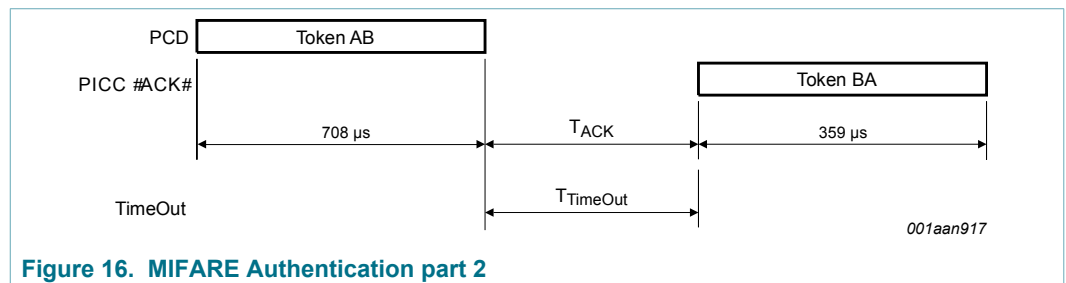 PCD Token AB
PICC #ACK# Token BA
708 µs TACK 359 µs
TimeOut TTimeOut
001aan917
Figure 16. MIFARE Authentication part 2